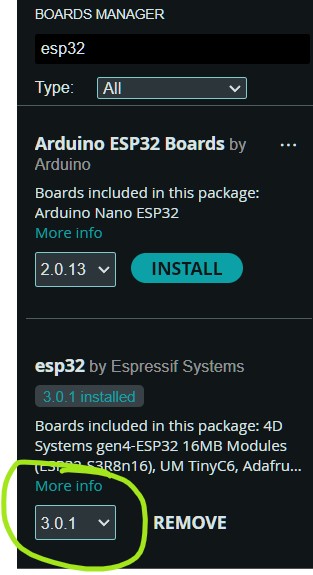 BOARDS MANAGER
esp32
Type: All
Arduino ESP32 Boards by ...
Arduino
Boards included in this package:
Arduino Nano ESP32
More info
2.0.13 INSTALL
esp32 by Espressif Systems
3.0.1 installed
Boards included in this package: 4D
Systems gen4-ESP32 16MB Modules
(ESP32-S3R8n16), UM TinyC6, Adafru...
More info
3.0.1 REMOVE